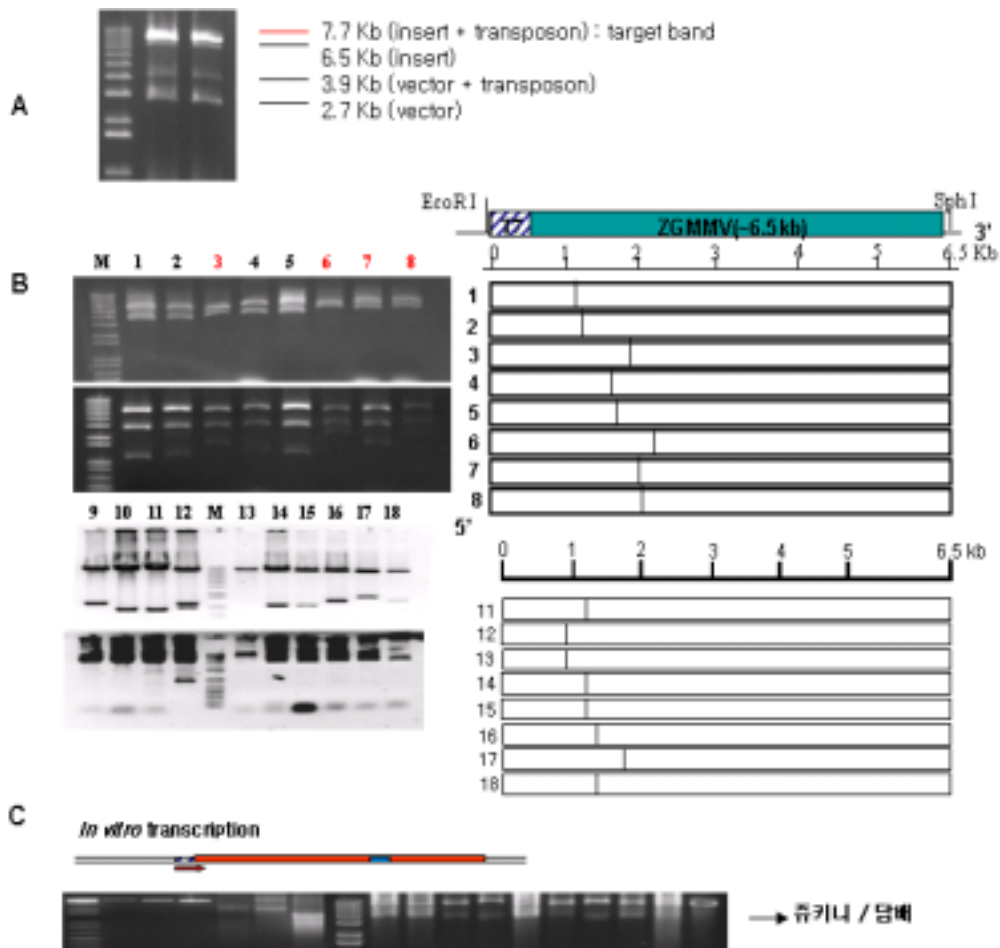 A
7.7 Kb (insert + transposon) : target band
6.5 Kb (insert)
3.9 Kb (vector + transposon)
2.7 Kb (vector)
EcoR I
Sph I
T7
ZGMMV(~6.5kb)
3'
0 1 2 3 4 5 6.5 Kb
B
M 1 2 3 4 5 6 7 8
1
2
3
4
5
6
7
8
5'
9 10 11 12 M 13 14 15 16 17 18
0 1 2 3 5 6.5 kb
11
12
13
14
15
16
17
18
C
In vitro transcription
쥬키니 / 담배